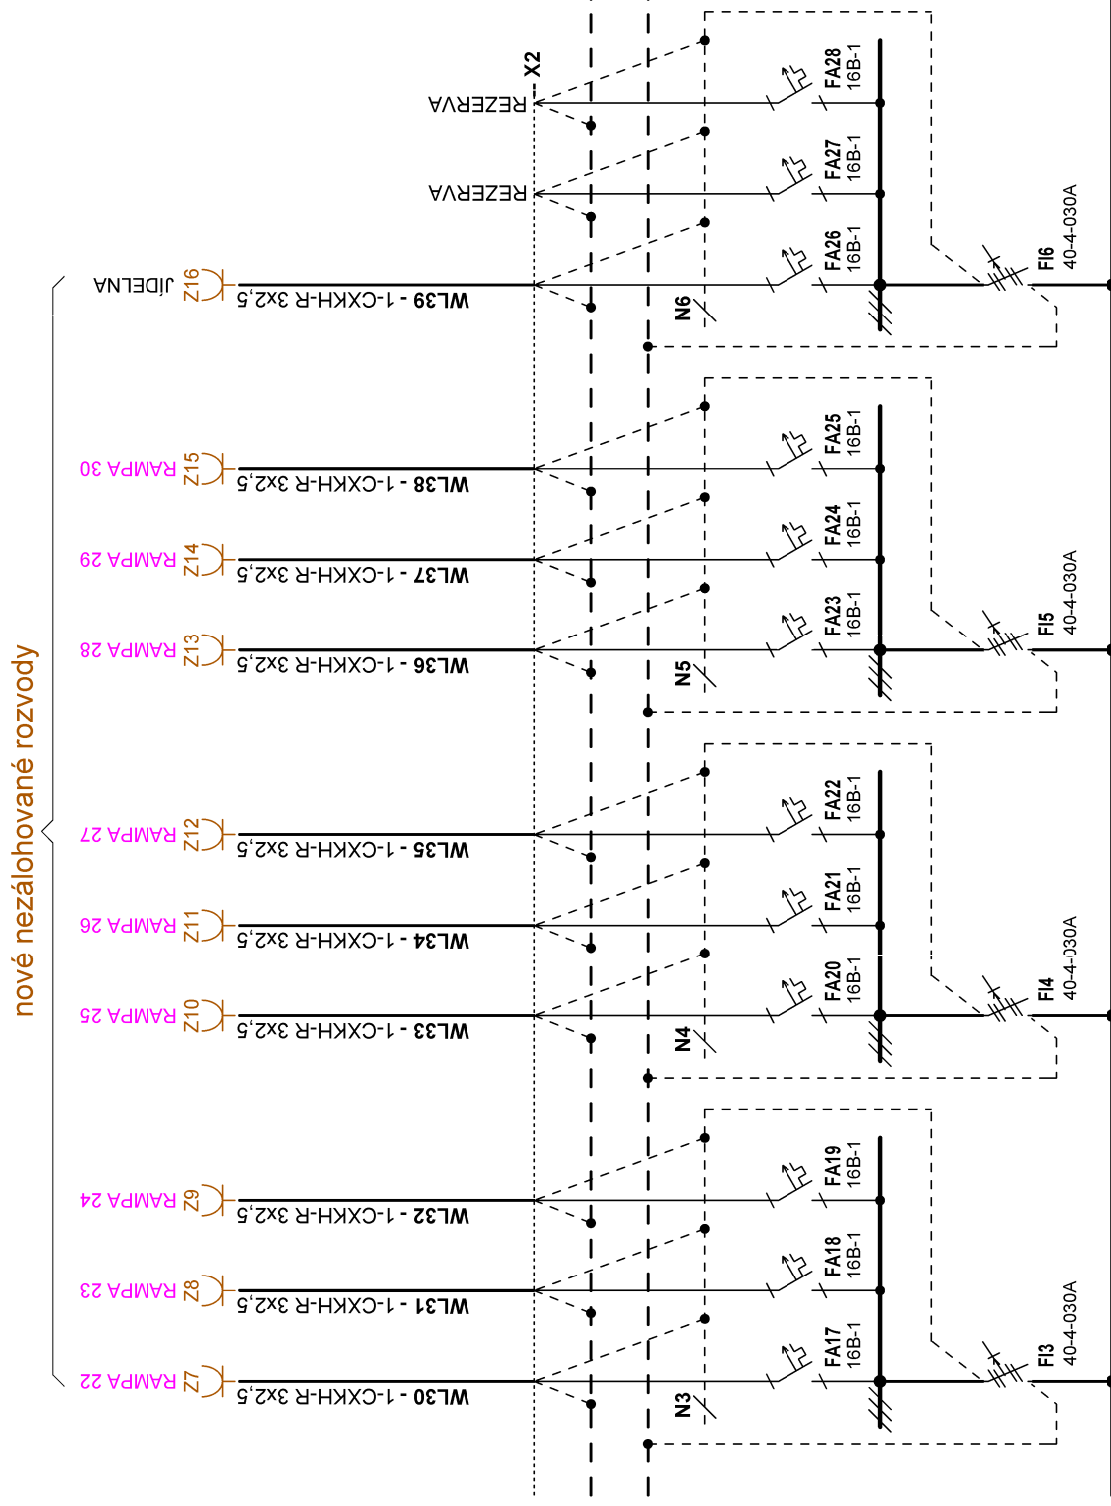 nové nezálohované rozvody
RAMPA 22
RAMPA 23
RAMPA 24
RAMPA 25
RAMPA 26
RAMPA 27
RAMPA 28
RAMPA 29
RAMPA 30
JÍDELNA
Z7
Z8
Z9
Z10
Z11
Z12
Z13
Z14
Z15
Z16
WL30 - 1-CXKH-R 3x2,5
WL31 - 1-CXKH-R 3x2,5
WL32 - 1-CXKH-R 3x2,5
WL33 - 1-CXKH-R 3x2,5
WL34 - 1-CXKH-R 3x2,5
WL35 - 1-CXKH-R 3x2,5
WL36 - 1-CXKH-R 3x2,5
WL37 - 1-CXKH-R 3x2,5
WL38 - 1-CXKH-R 3x2,5
WL39 - 1-CXKH-R 3x2,5
REZERVA
REZERVA
X2
N3
N4
N5
N6
FA17
16B-1
FA18
16B-1
FA19
16B-1
FA20
16B-1
FA21
16B-1
FA22
16B-1
FA23
16B-1
FA24
16B-1
FA25
16B-1
FA26
16B-1
FA27
16B-1
FA28
16B-1
FI3
40-4-030A
FI4
40-4-030A
FI5
40-4-030A
FI6
40-4-030A